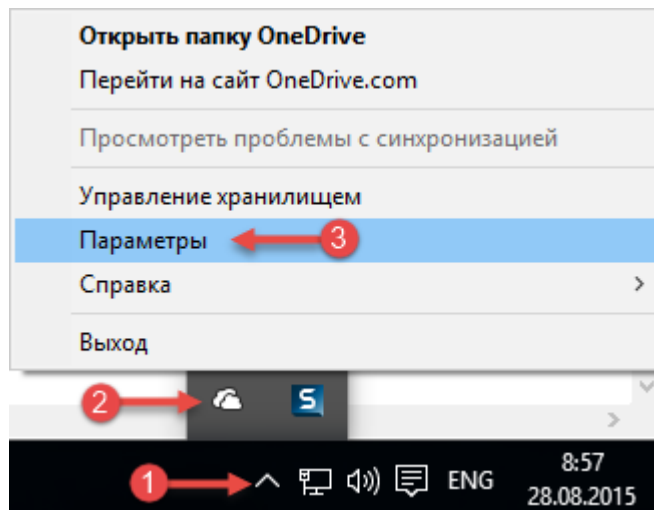 Открыть папку OneDrive
Перейти на сайт OneDrive.com
Просмотреть проблемы с синхронизацией
Управление хранилищем
Параметры 3
Справка
Выход
2 S
1 ENG 8:57
28.08.2015